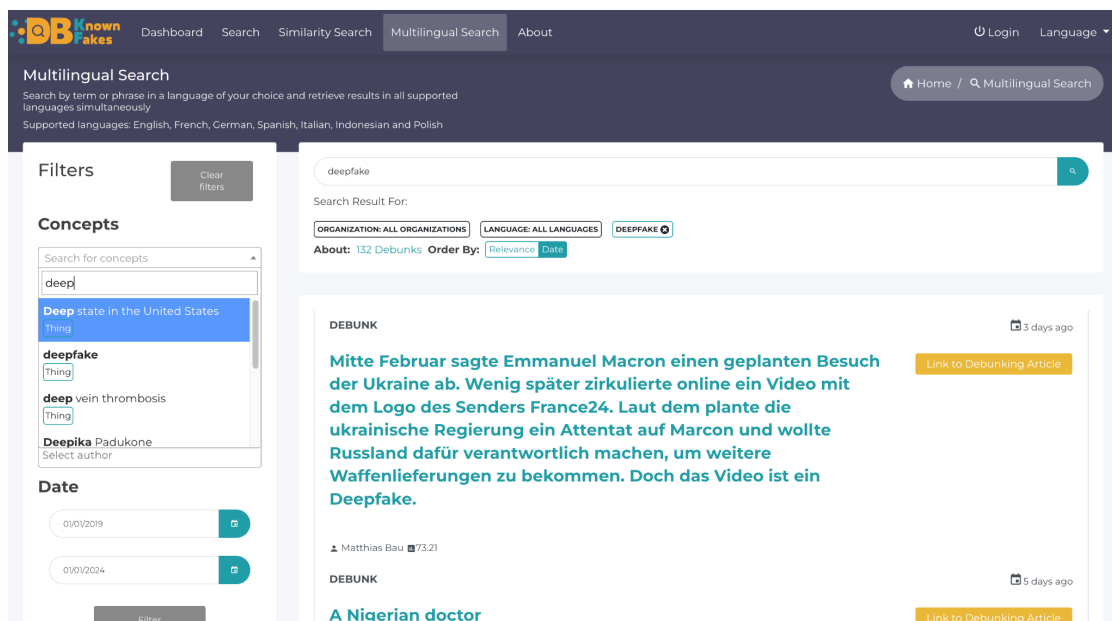 DB Known Fakes
Dashboard
Search
Similarity Search
Multilingual Search
About
Login
Language
Multilingual Search
Search by term or phrase in a language of your choice and retrieve results in all supported
languages simultaneously
Supported languages: English, French, German, Spanish, Italian, Indonesian and Polish
Home / Multilingual Search
Filters
Clear
filters
Concepts
Search for concepts
deep
Deep state in the United States
Thing
deepfake
Thing
deep vein thrombosis
Thing
Deepika Padukone
Select author
Date
01/01/2019
01/01/2024
Filter
deepfake
Search Result For:
ORGANIZATION: ALL ORGANIZATIONS
LANGUAGE: ALL LANGUAGES
DEEPFAKE
About: 132 Debunks Order By: Relevance Date
DEBUNK
3 days ago
Mitte Februar sagte Emmanuel Macron einen geplanten Besuch
der Ukraine ab. Wenig später zirkulierte online ein Video mit
dem Logo des Senders France24. Laut dem plante die
ukrainische Regierung ein Attentat auf Marcon und wollte
Russland dafür verantwortlich machen, um weitere
Waffenlieferungen zu bekommen. Doch das Video ist ein
Deepfake.
Link to Debunking Article
Matthias Bau 73.21
DEBUNK
5 days ago
A Nigerian doctor
Link to Debunking Article